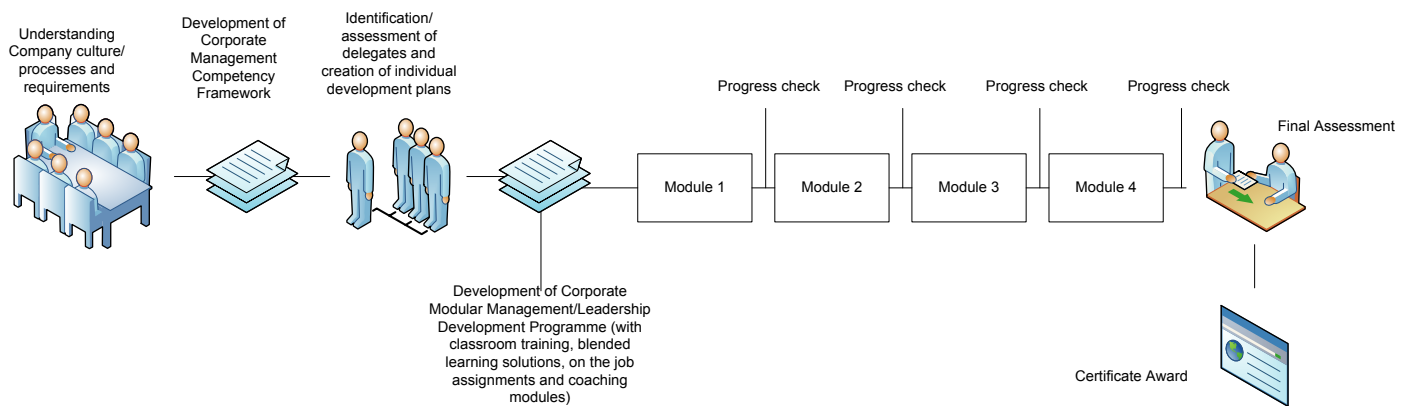 Understanding
Company culture/
processes and
requirements
Development of
Corporate
Management
Competency
Framework
Identification/
assessment of
delegates and
creation of individual
development plans
Development of Corporate
Modular Management/Leadership
Development Programme (with
classroom training, blended
learning solutions, on the job
assignments and coaching
modules)
Module 1
Progress check
Module 2
Progress check
Module 3
Progress check
Module 4
Progress check
Final Assessment
Certificate Award